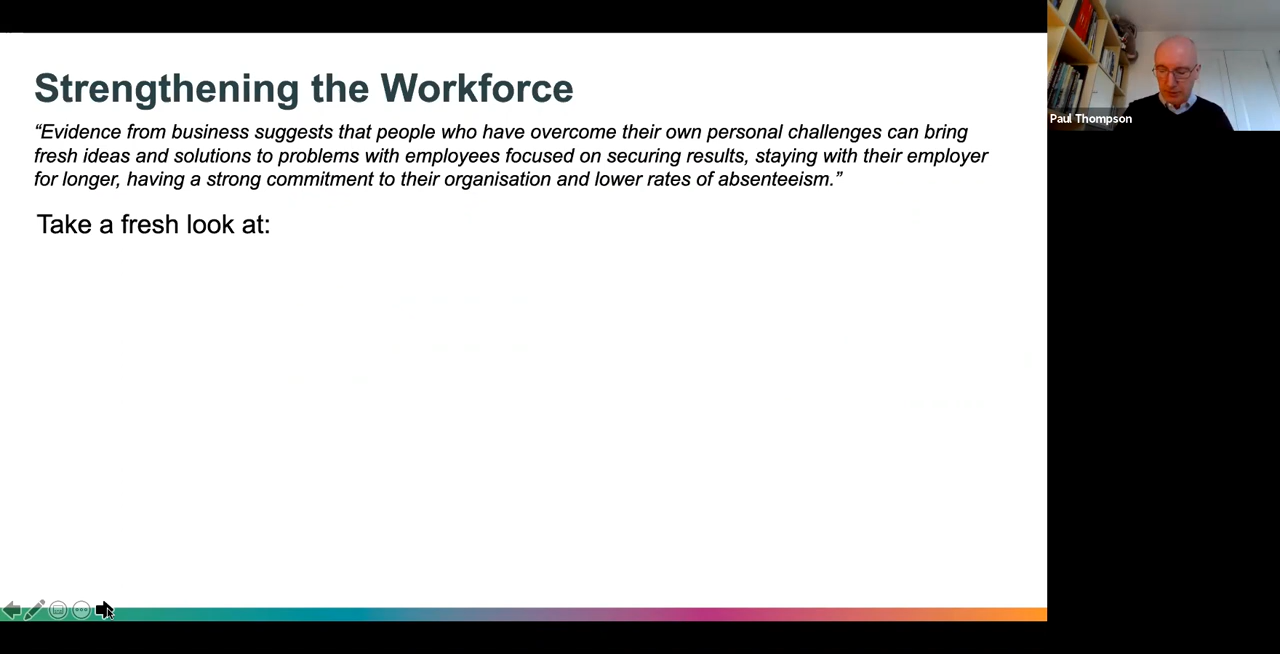 Strengthening the Workforce
“Evidence from business suggests that people who have overcome their own personal challenges can bring
fresh ideas and solutions to problems with employees focused on securing results, staying with their employer
for longer, having a strong commitment to their organisation and lower rates of absenteeism.”
Take a fresh look at:
Paul Thompson